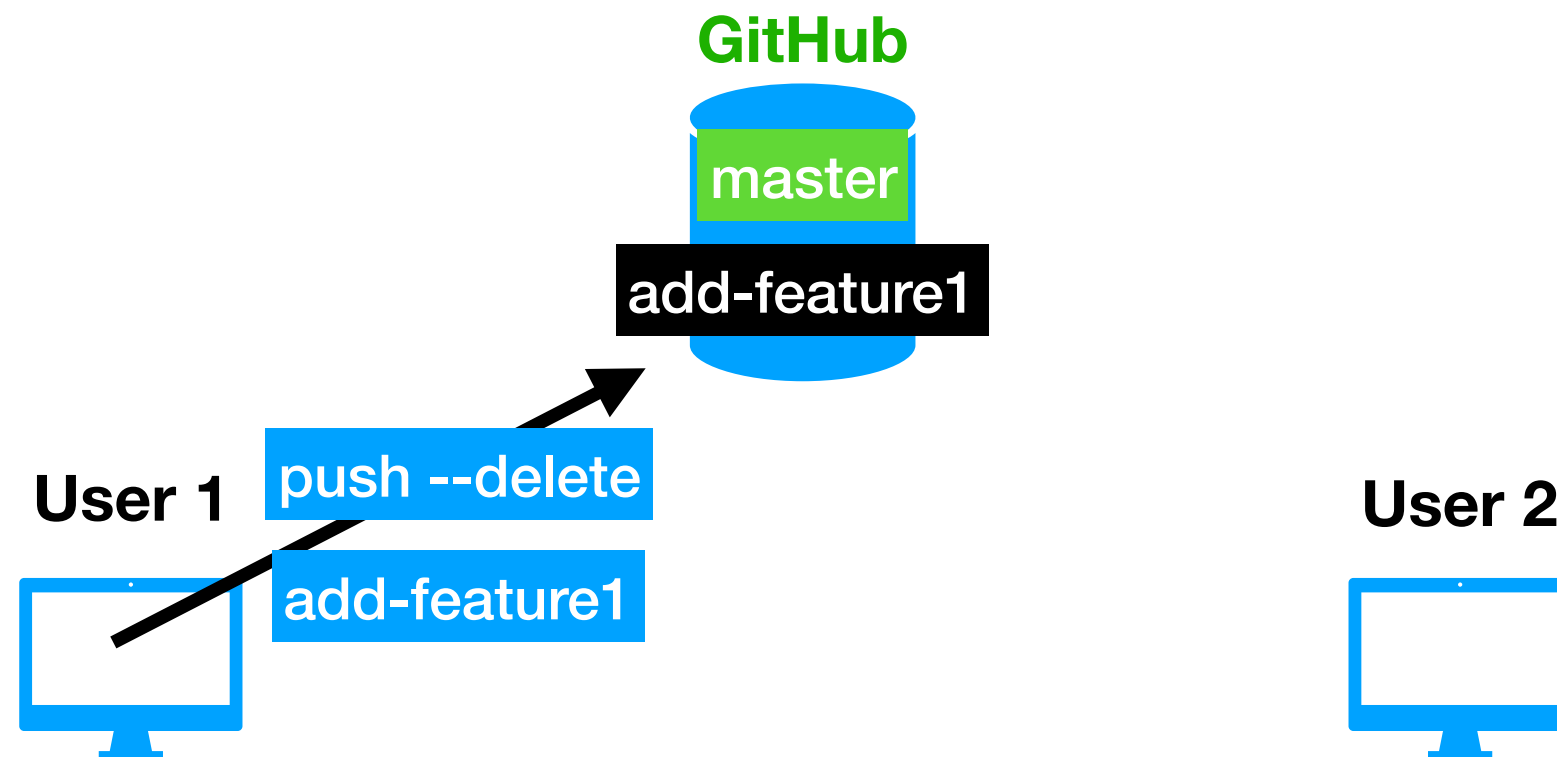 GitHub
master
add-feature1
User 1
push --delete
add-feature1
User 2